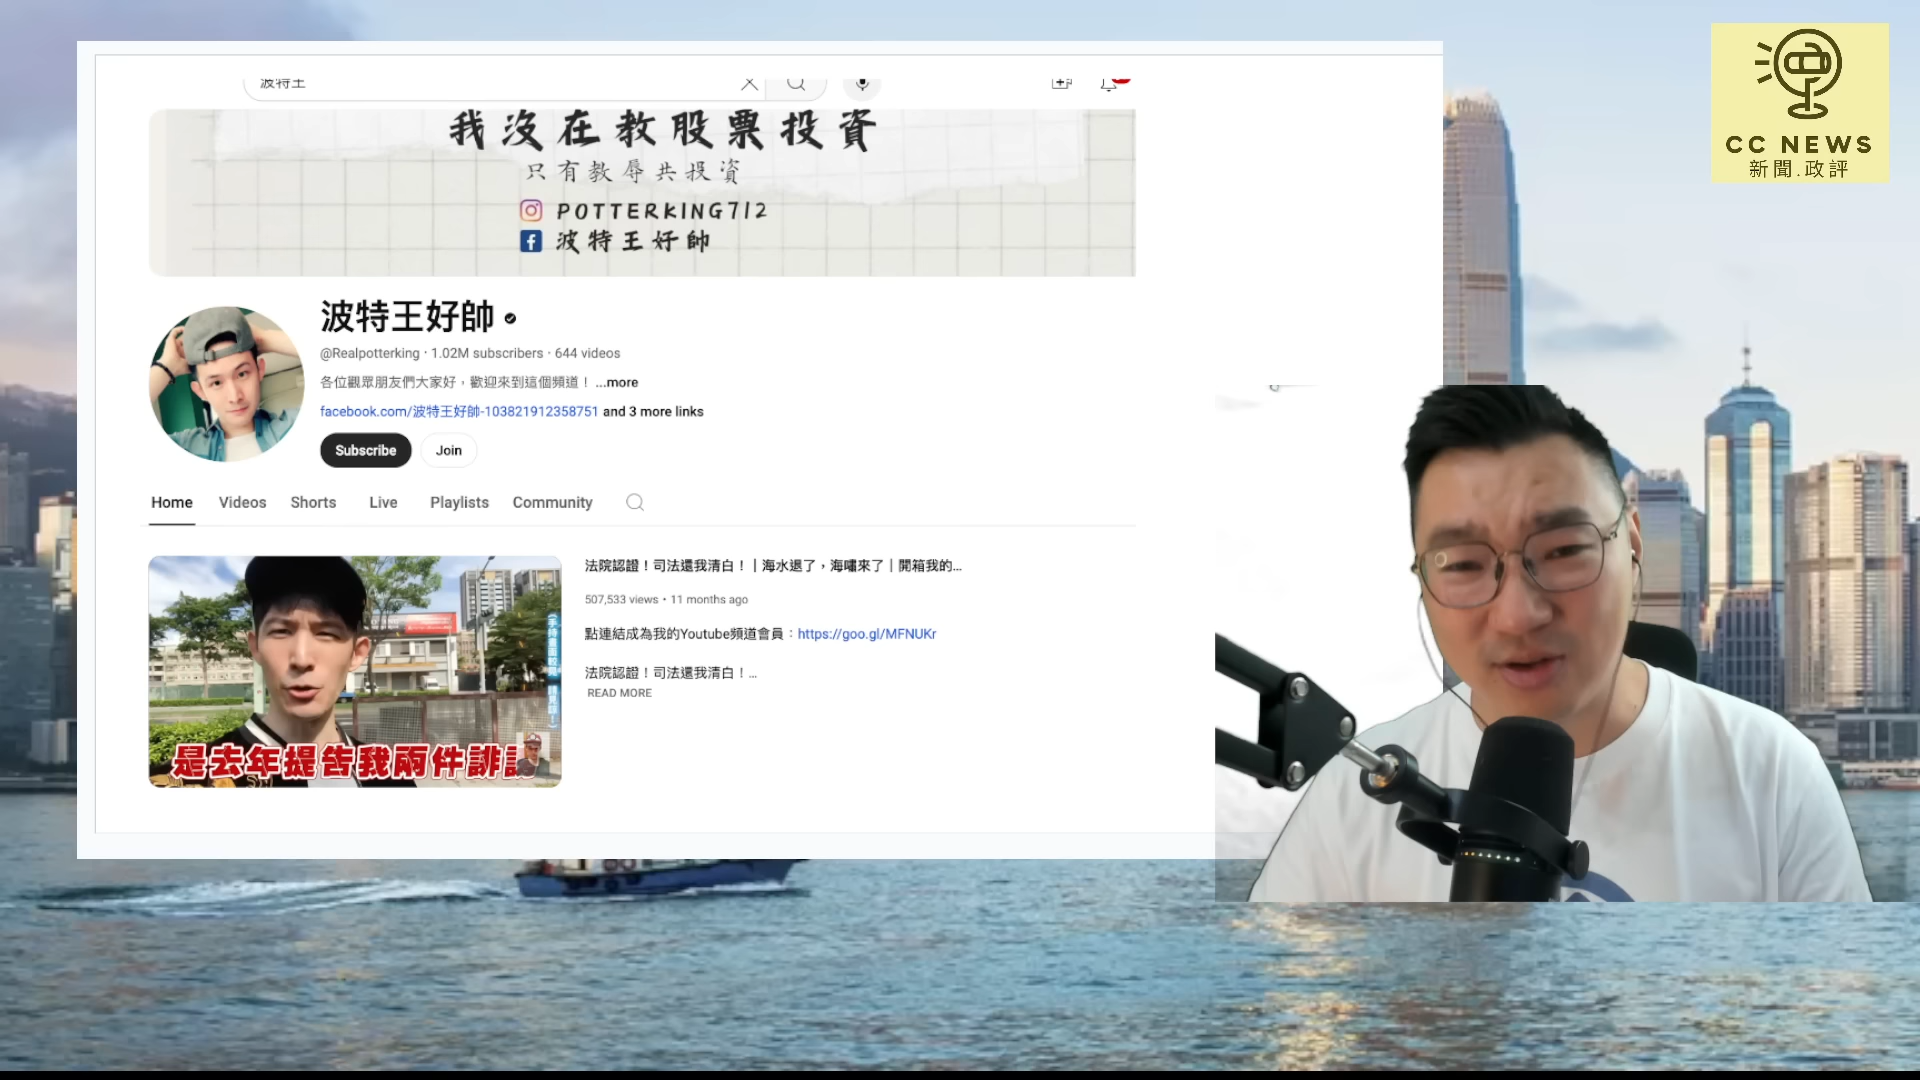 波特王
我沒在教股票投資
只有教辱共投資
POTTERKING712
波特王好帥
波特王好帥
@Realpotterking · 1.02M subscribers · 644 videos
各位觀眾朋友們大家好，歡迎來到這個頻道！ ...more
facebook.com/波特王好帥-103821912358751 and 3 more links
Subscribe
Join
Home
Videos
Shorts
Live
Playlists
Community
法院認證！司法還我清白！｜海水退了，海嘯來了｜開箱我的...
507,533 views • 11 months ago
點連結成為我的Youtube頻道會員：https://goo.gl/MFNUKr
法院認證！司法還我清白！...
READ MORE
是去年提告我兩件誹
CC NEWS
新聞.政評